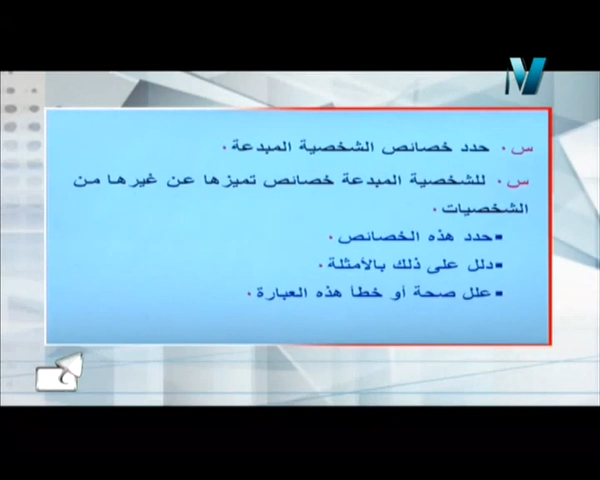 س. حدد خصائص الشخصية المبدعة.
س. للشخصية المبدعة خصائص تميزها عن غيرها من
الشخصيات.
▪ حدد هذه الخصائص.
▪ دلل على ذلك بالأمثلة.
▪ علل صحة أو خطأ هذه العبارة.